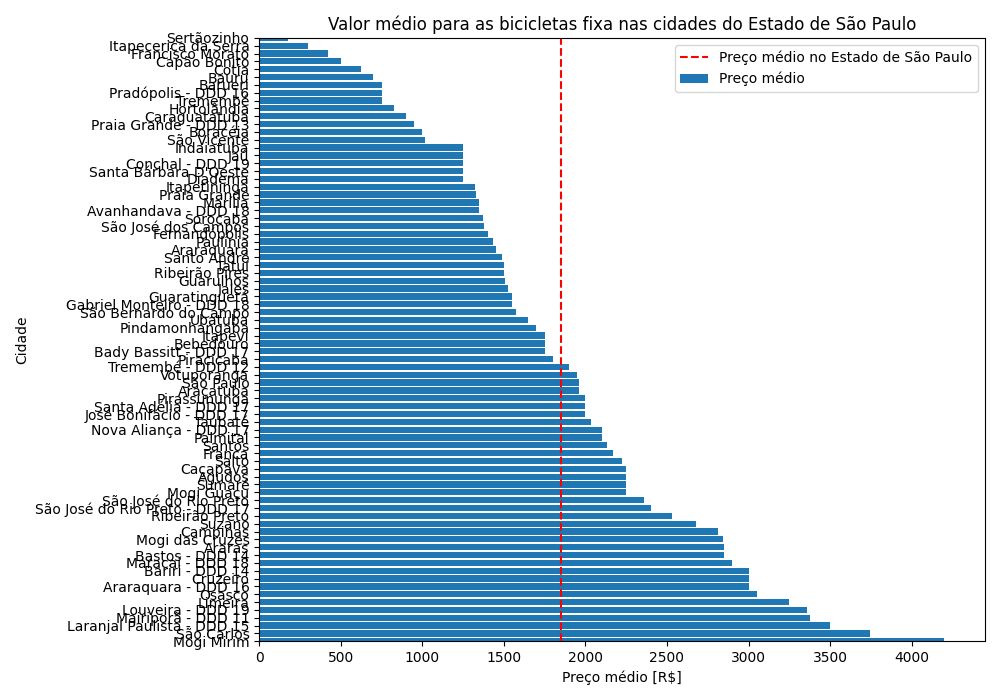 Valor médio para as bicicletas fixa nas cidades do Estado de São Paulo
Preço médio no Estado de São Paulo
Preço médio
Cidade
Sertãozinho
Itapecerica da Serra
Francisco Morato
Capão Bonito
Cotia
Bauru
Barueri
Pradópolis - DDD 16
Tremembé
Hortolândia
Caraguatatuba
Praia Grande - DDD 13
Boracéia
São Vicente
Indaiatuba
Jaú
Conchal - DDD 19
Santa Bárbara D'Oeste
Diadema
Itapetininga
Praia Grande
Marília
Avanhandava - DDD 18
Sorocaba
São José dos Campos
Fernandópolis
Paulínia
Araraquara
Santo André
Tatuí
Ribeirão Pires
Guarulhos
Jales
Guaratinguetá
Gabriel Monteiro - DDD 18
São Bernardo do Campo
Ubatuba
Pindamonhangaba
Itapevi
Bebedouro
Bady Bassitt - DDD 17
Piracicaba
Tremembé - DDD 12
Votuporanga
São Paulo
Araçatuba
Pirassununga
Santa Adélia - DDD 17
José Bonifácio - DDD 17
Taubaté
Nova Aliança - DDD 17
Palmital
Santos
Franca
Salto
Caçapava
Agudos
Sumaré
Mogi Guaçu
São José do Rio Preto
São José do Rio Preto - DDD 17
Ribeirão Preto
Suzano
Campinas
Mogi das Cruzes
Araras
Bastos - DDD 14
Maracaí - DDD 18
Bariri - DDD 14
Cruzeiro
Araraquara - DDD 16
Osasco
Limeira
Louveira - DDD 19
Mairiporã - DDD 11
Laranjal Paulista - DDD 15
São Carlos
Mogi Mirim
0 500 1000 1500 2000 2500 3000 3500 4000
Preço médio [R$]